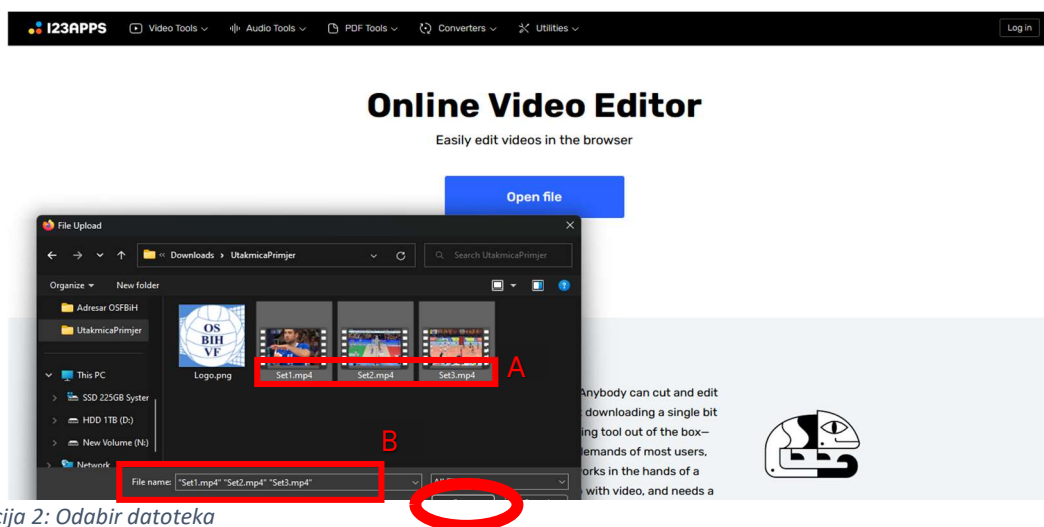 123APPS Video Tools Audio Tools PDF Tools Converters Utilities Log in
Online Video Editor
Easily edit videos in the browser
Open file
File Upload
Downloads › UtakmicaPrimjer Search UtakmicaPrimjer
Organize New folder
Adresar OSFBiH
UtakmicaPrimjer
This PC
SSD 225GB Syster
HDD 1TB (D:)
New Volume (N:)
Network
OS
BIH
VF
Logo.png Set1.mp4 Set2.mp4 Set3.mp4 A
B
File name: "Set1.mp4" "Set2.mp4" "Set3.mp4"
Anybody can cut and edit
downloading a single bit
ing tool out of the box—
emands of most users,
orks in the hands of a
with video, and needs a
cija 2: Odabir datoteka